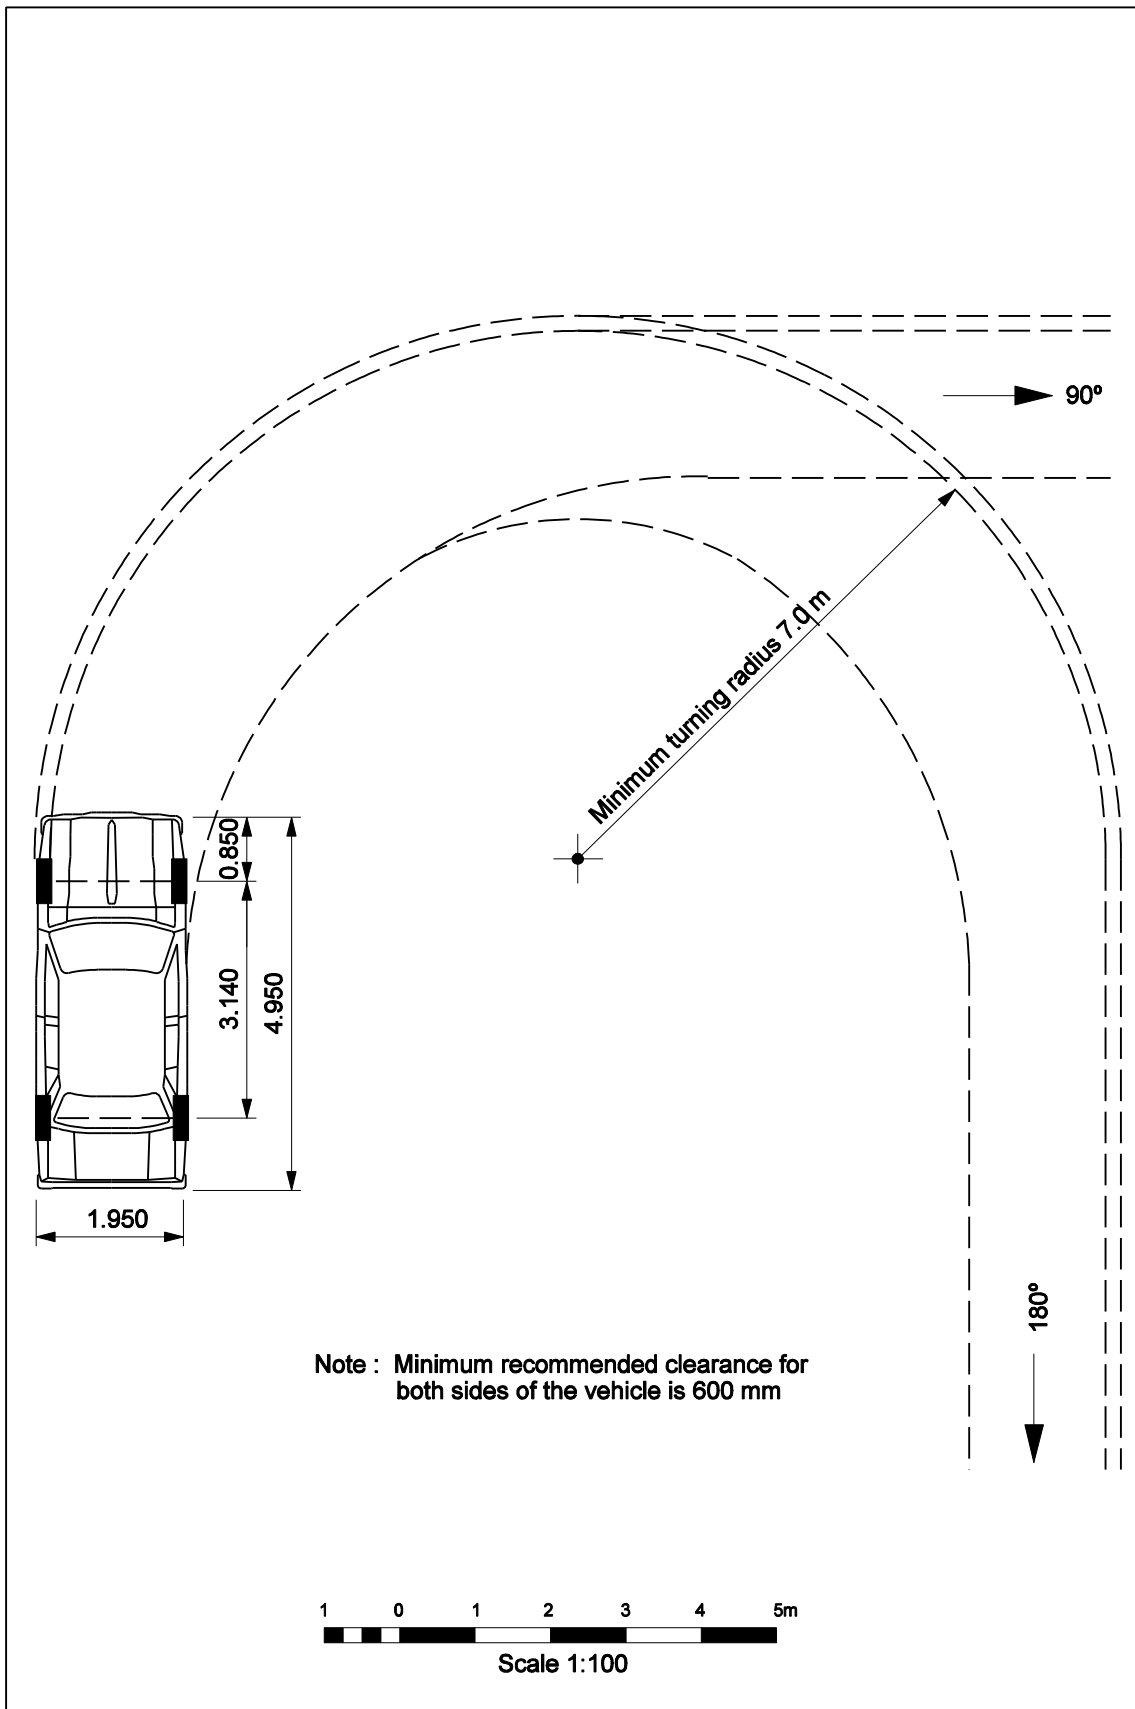 90º
Minimum turning radius 7.0 m
0.850
3.140
4.950
1.950
180º
Note : Minimum recommended clearance for
both sides of the vehicle is 600 mm
1 0 1 2 3 4 5m
Scale 1:100